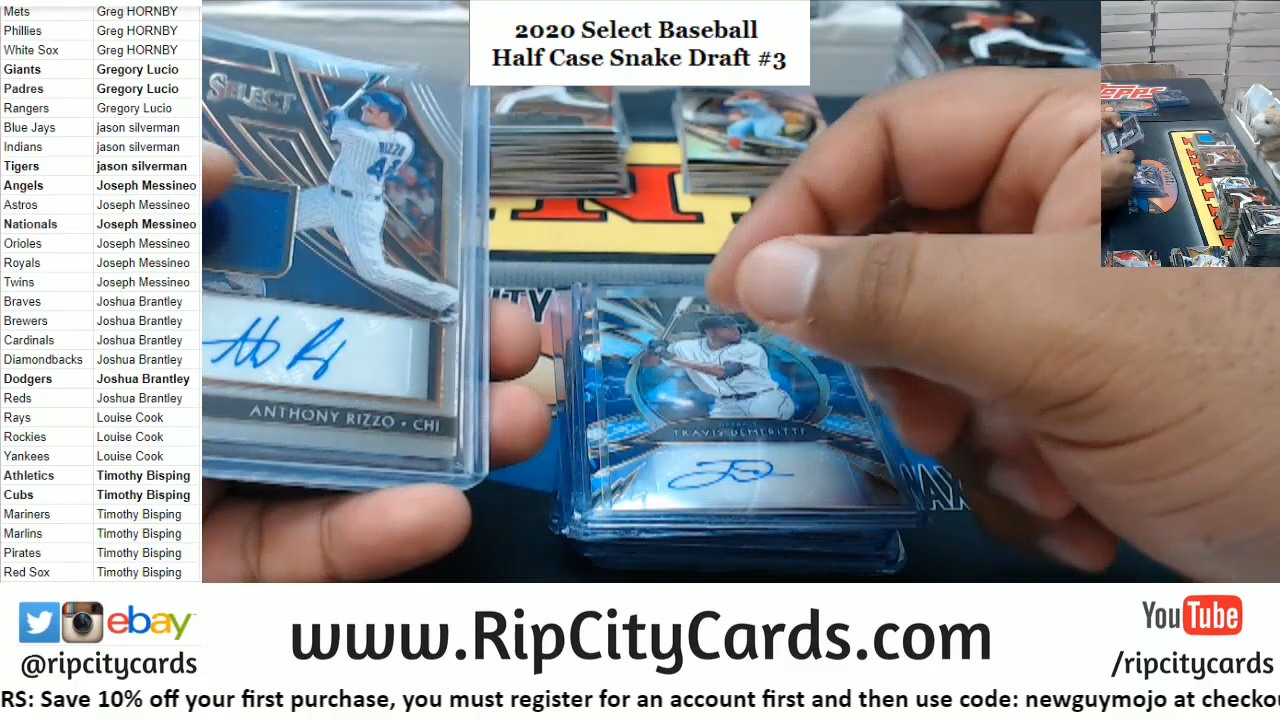 2020 Select Baseball
Half Case Snake Draft #3
Mets Greg HORNBY
Phillies Greg HORNBY
White Sox Greg HORNBY
Giants Gregory Lucio
Padres Gregory Lucio
Rangers Gregory Lucio
Blue Jays jason silverman
Indians jason silverman
Tigers jason silverman
Angels Joseph Messineo
Astros Joseph Messineo
Nationals Joseph Messineo
Orioles Joseph Messineo
Royals Joseph Messineo
Twins Joseph Messineo
Braves Joshua Brantley
Brewers Joshua Brantley
Cardinals Joshua Brantley
Diamondbacks Joshua Brantley
Dodgers Joshua Brantley
Reds Joshua Brantley
Rays Louise Cook
Rockies Louise Cook
Yankees Louise Cook
Athletics Timothy Bisping
Cubs Timothy Bisping
Mariners Timothy Bisping
Marlins Timothy Bisping
Pirates Timothy Bisping
Red Sox Timothy Bisping
SELECT
RIZZO
ANTHONY RIZZO • CHI
TRAVIS DEMERITTE
TOPPS
ebay
@ripcitycards
www.RipCityCards.com
YouTube
/ripcitycards
RS: Save 10% off your first purchase, you must register for an account first and then use code: newguymojo at checkou